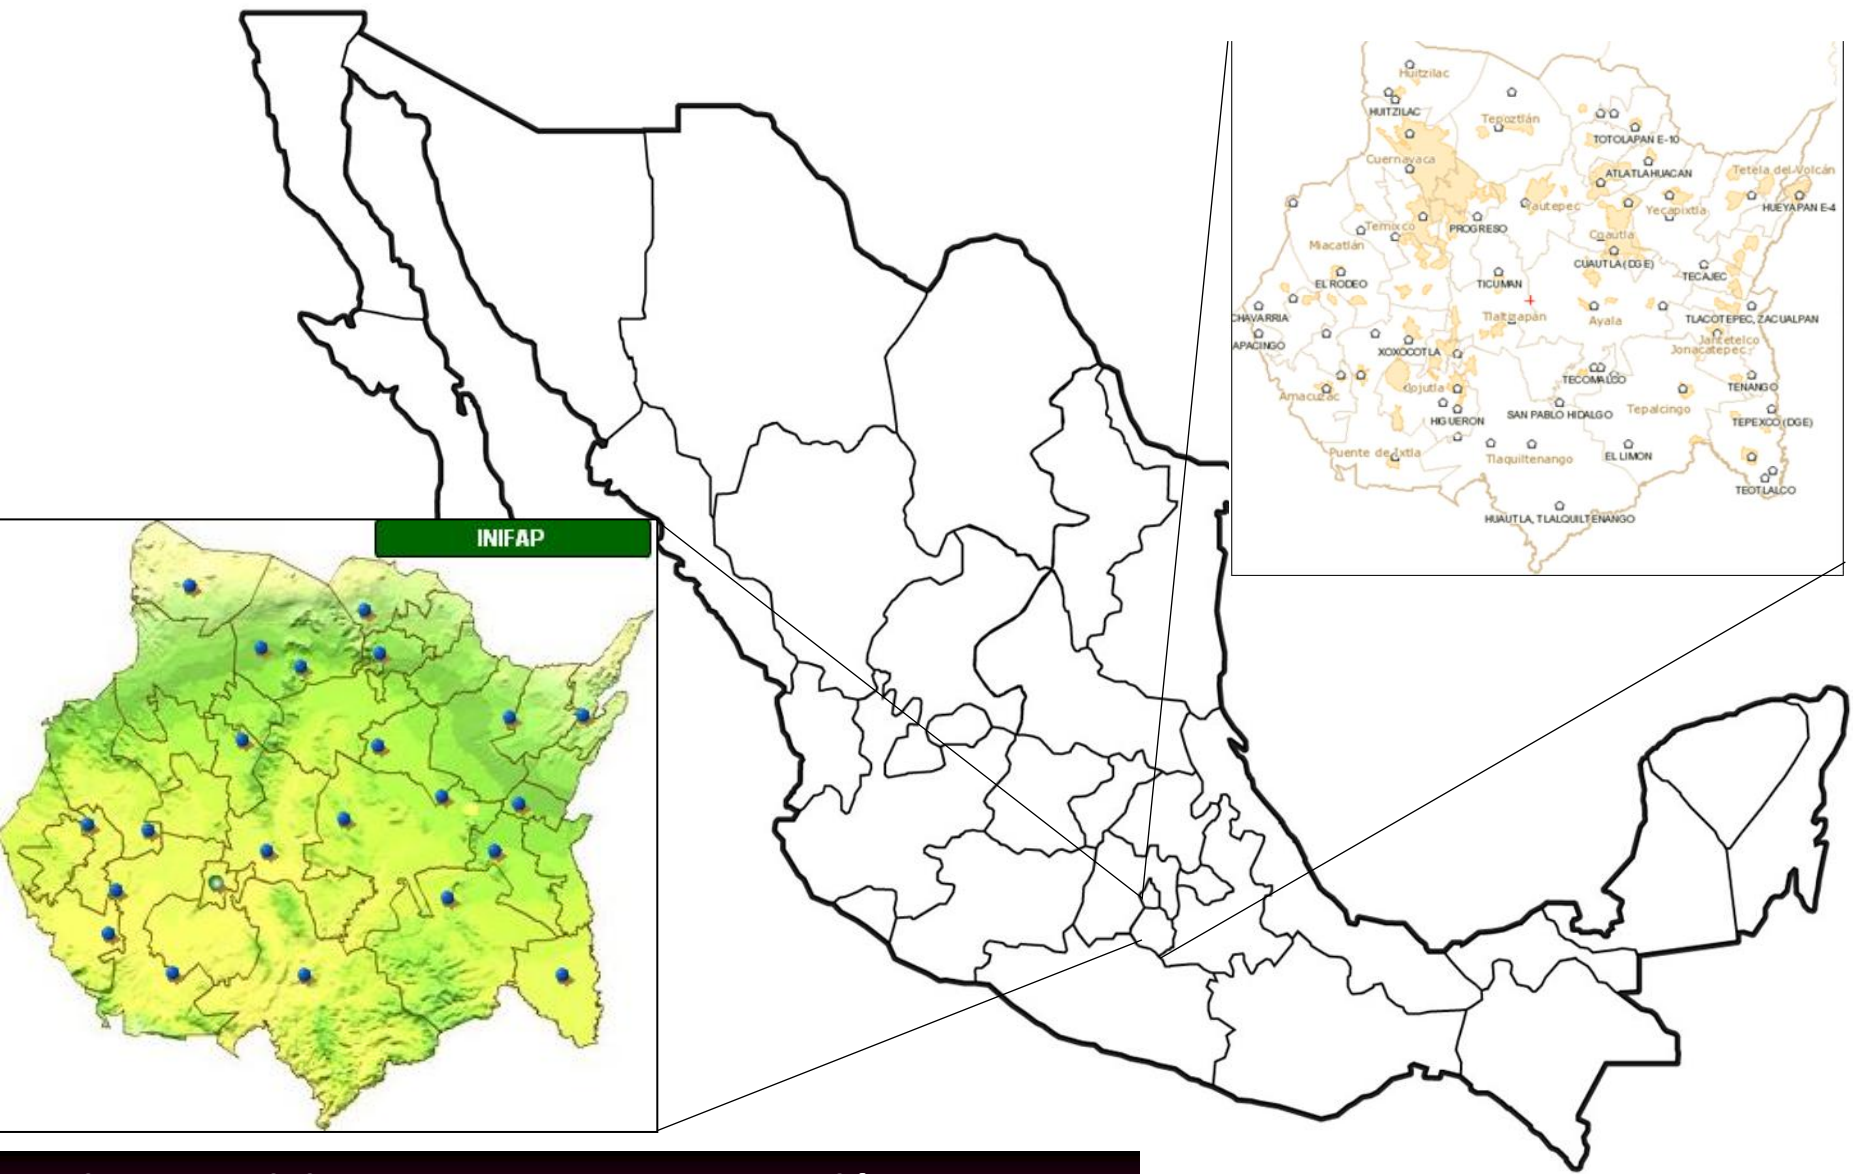 Huitzilac
HUITZILAC
Tepoztlán
TOTOLAPAN E-10
Cuernavaca
ATLATLAHUACAN
Tetela del Volcán
HUEYAPAN E-4
Yautepec
Yecapixtla
Temixco
PROGRESO
Cuautla
Miacatlán
CUAUTLA (DGE)
TECAJEC
EL RODEO
TICUMAN
CHAVARRIA
Tlaltizapán
Ayala
TLACOTEPEC, ZACUALPAN
APACINGO
XOXOCOTLA
Jantetelco
Jonacatepec
TECOMALCO
TENANGO
Amacuzac
Jojutla
HIGUERON
SAN PABLO HIDALGO
Tepalcingo
TEPEXCO (DGE)
Puente de Ixtla
Tlaquiltenango
EL LIMON
TEOTLALCO
HUAUTLA, TLALQUILTENANGO
INIFAP